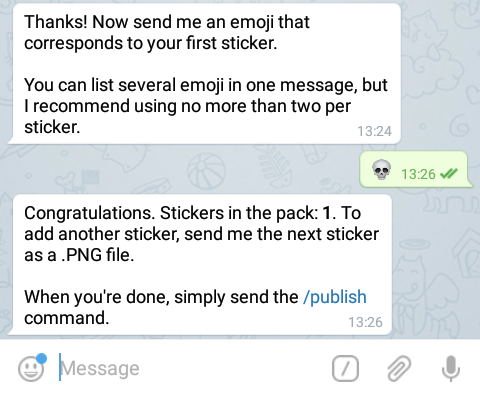 Thanks! Now send me an emoji that
corresponds to your first sticker.
You can list several emoji in one message, but
I recommend using no more than two per
sticker.
13:24
💀 13:26
Congratulations. Stickers in the pack: 1. To
add another sticker, send me the next sticker
as a .PNG file.
When you're done, simply send the /publish
command.
13:26
Message